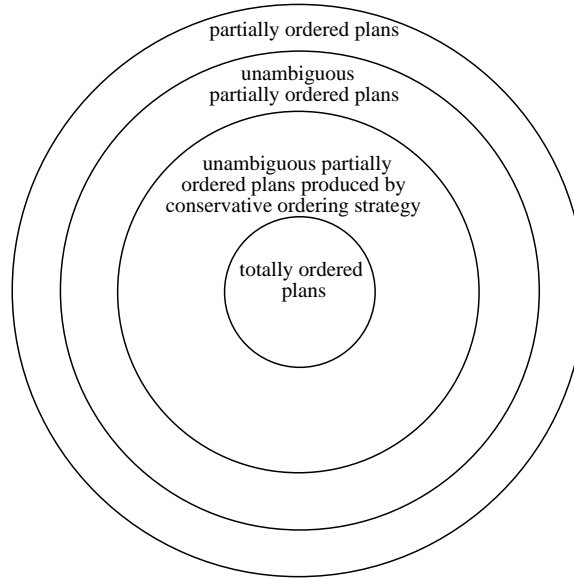 partially ordered plans
unambiguous
partially ordered plans
unambiguous partially
ordered plans produced by
conservative ordering strategy
totally ordered
plans